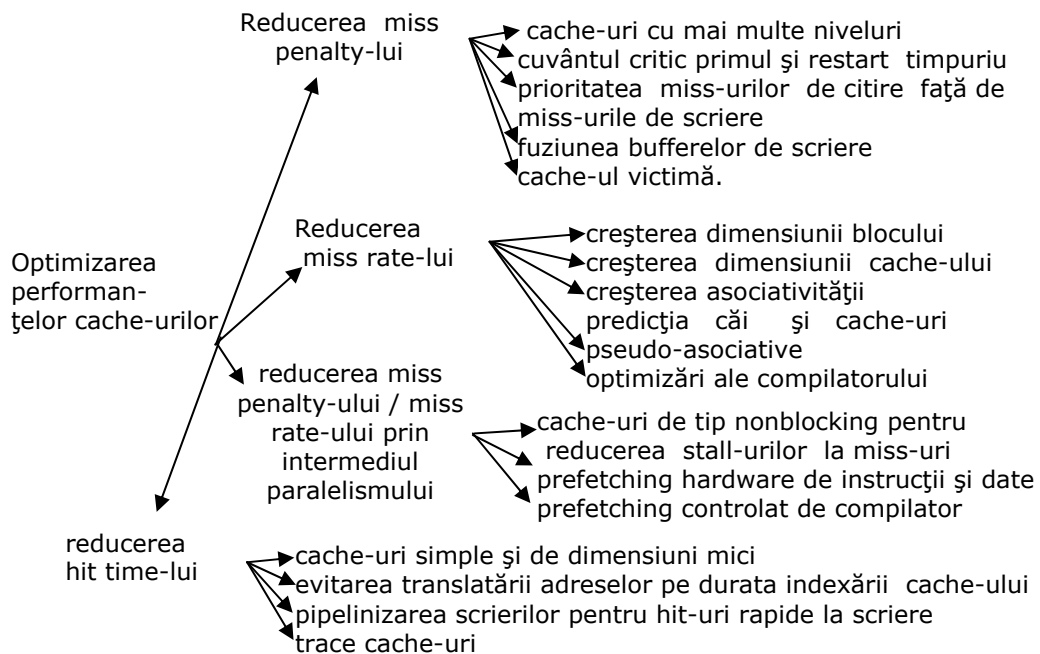 Reducerea miss
penalty-lui
cache-uri cu mai multe niveluri
cuvântul critic primul şi restart timpuriu
prioritatea miss-urilor de citire faţă de
miss-urile de scriere
fuziunea bufferelor de scriere
cache-ul victimă.
Optimizarea
performan-
ţelor cache-urilor
Reducerea
miss rate-lui
creşterea dimensiunii blocului
creşterea dimensiunii cache-ului
creşterea asociativităţii
predicţia căi şi cache-uri
pseudo-asociative
optimizări ale compilatorului
reducerea miss
penalty-ului / miss
rate-ului prin
intermediul
paralelismului
cache-uri de tip nonblocking pentru
reducerea stall-urilor la miss-uri
prefetching hardware de instrucţii şi date
prefetching controlat de compilator
reducerea
hit time-lui
cache-uri simple şi de dimensiuni mici
evitarea translatării adreselor pe durata indexării cache-ului
pipelinizarea scrierilor pentru hit-uri rapide la scriere
trace cache-uri